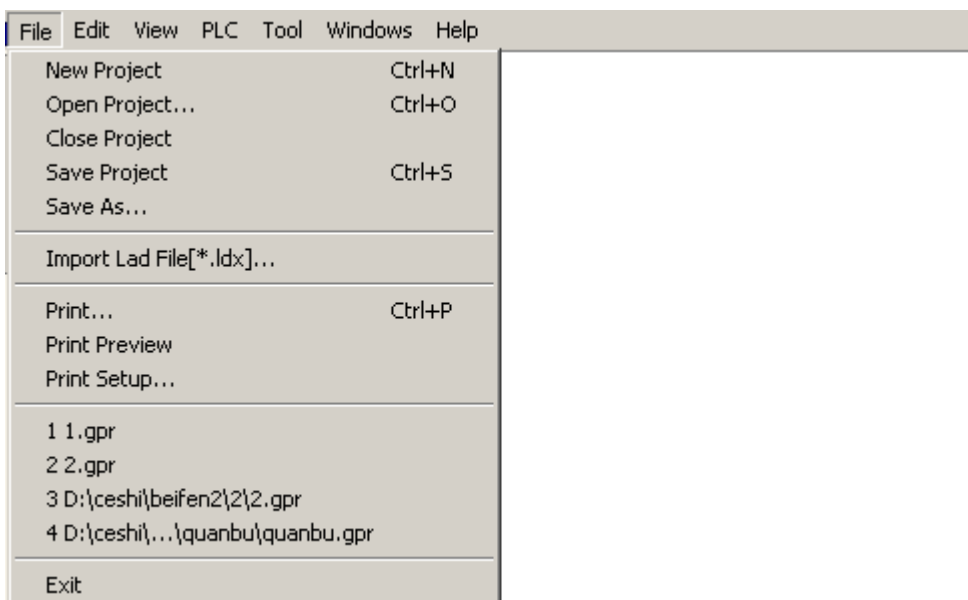 File Edit View PLC Tool Windows Help
New Project Ctrl+N
Open Project... Ctrl+O
Close Project
Save Project Ctrl+S
Save As...
Import Lad File[*.ldx]...
Print... Ctrl+P
Print Preview
Print Setup...
1 1.gpr
2 2.gpr
3 D:\ceshi\beifen2\2\2.gpr
4 D:\ceshi\...\quanbu\quanbu.gpr
Exit